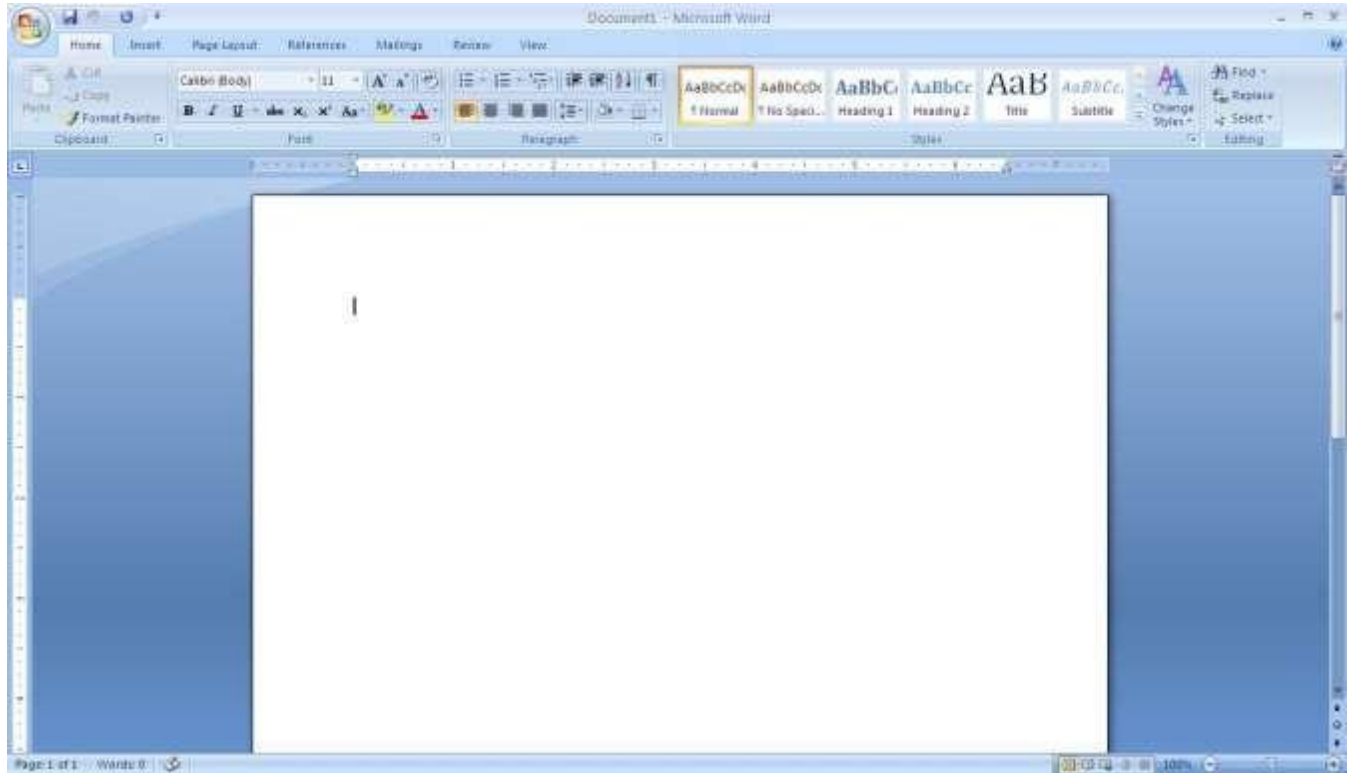 Document1 - Microsoft Word
Home Insert Page Layout References Mailings Review View
Paste
Cut
Copy
Format Painter
Clipboard
Calibri (Body) 11
B I U abc x, x' Aa A
Font
Paragraph
AaBbCcDc AaBbCcDc AaBbC AaBbCc AaB AaBbCc.
¶ Normal ¶ No Spaci... Heading 1 Heading 2 Title Subtitle
Change
Styles
Styles
Find
Replace
Select
Editing
Page 1 of 1 Words: 0
100%